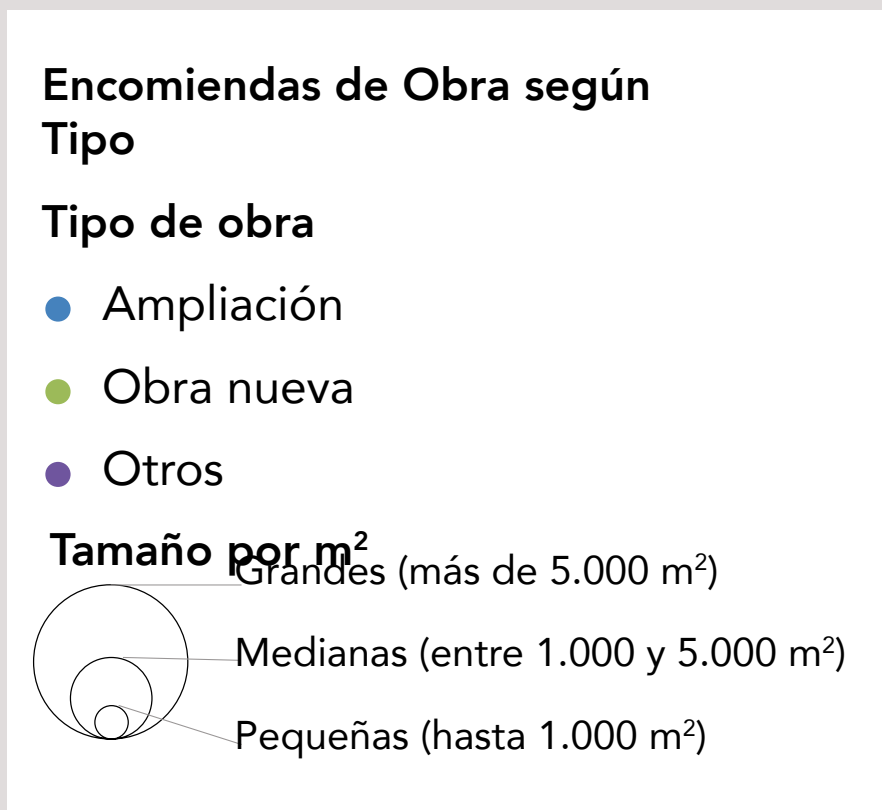 Encomiendas de Obra según
Tipo
Tipo de obra
Ampliación
Obra nueva
Otros
Tamaño por m²
Grandes (más de 5.000 m²)
Medianas (entre 1.000 y 5.000 m²)
Pequeñas (hasta 1.000 m²)